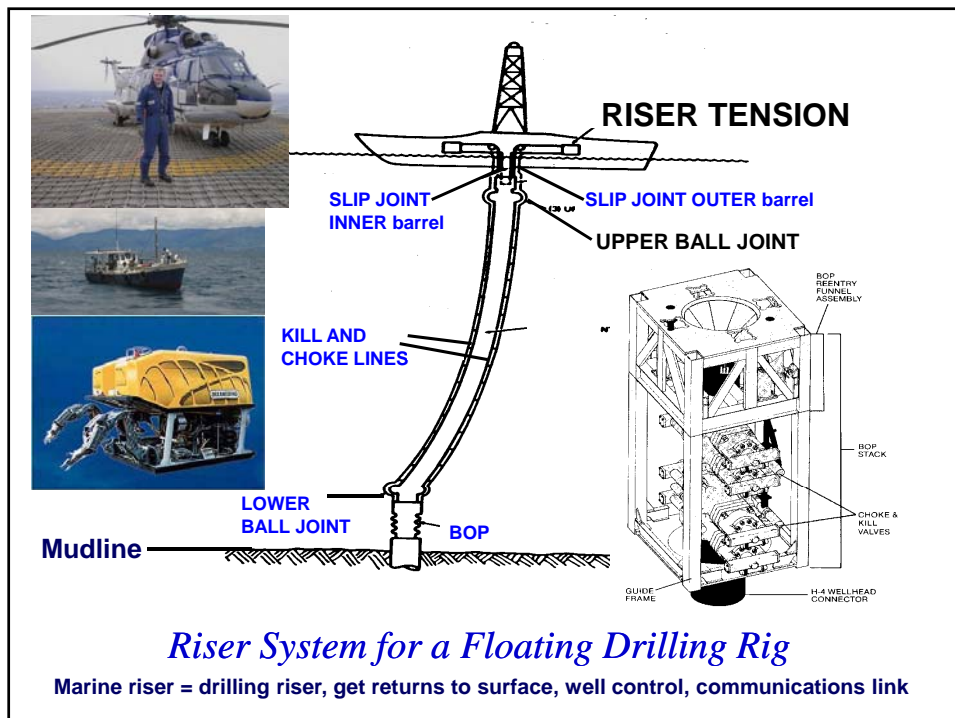 RISER TENSION
SLIP JOINT
INNER barrel
SLIP JOINT OUTER barrel
UPPER BALL JOINT
BOP
REENTRY
FUNNEL
ASSEMBLY
KILL AND
CHOKE LINES
BOP
STACK
LOWER
BALL JOINT
BOP
CHOKE &
KILL
VALVES
Mudline
GUIDE
FRAME
H-4 WELLHEAD
CONNECTOR
Riser System for a Floating Drilling Rig
Marine riser = drilling riser, get returns to surface, well control, communications link